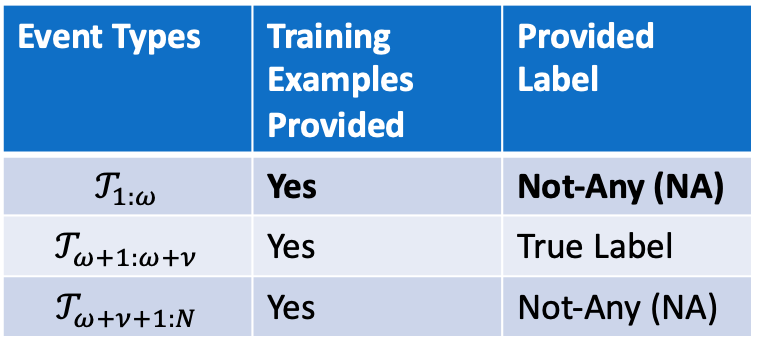 Event Types Training Examples Provided Provided Label
𝒯1:ω Yes Not-Any (NA)
𝒯ω+1:ω+ν Yes True Label
𝒯ω+ν+1:N Yes Not-Any (NA)